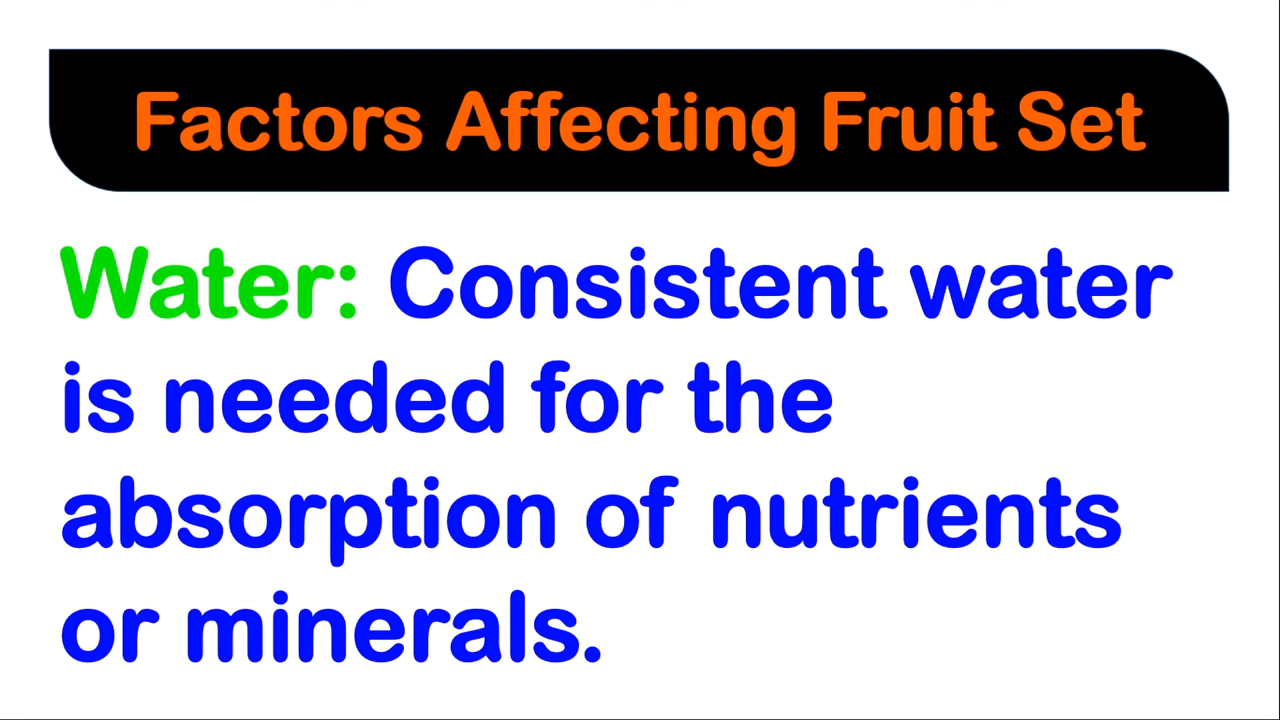 Factors Affecting Fruit Set
Water: Consistent water
is needed for the
absorption of nutrients
or minerals.